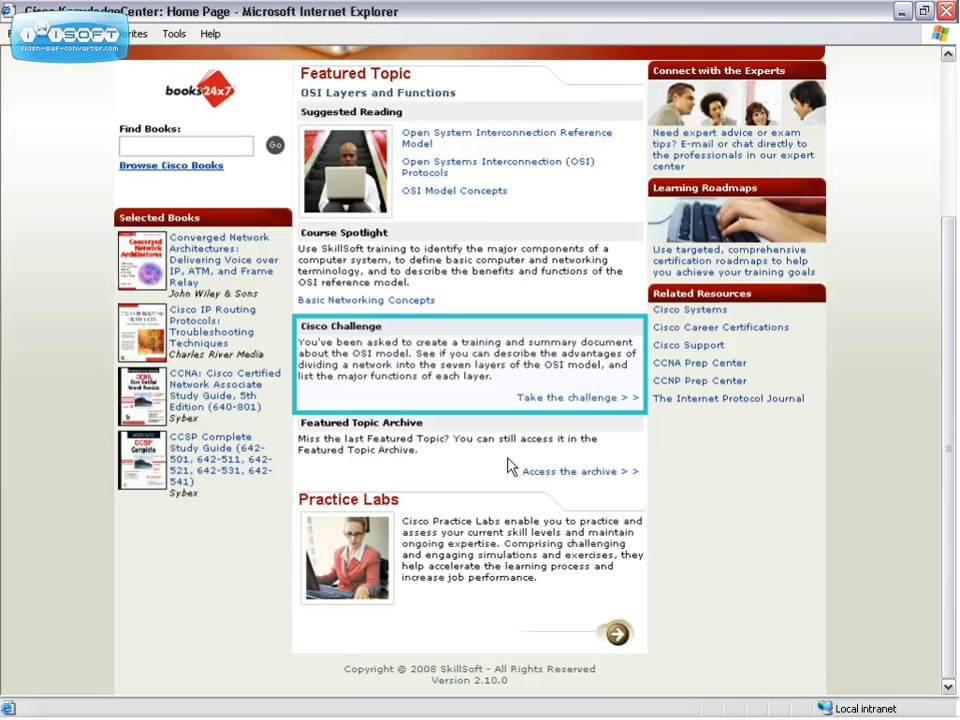 Cisco KnowledgeCenter: Home Page - Microsoft Internet Explorer
iWiSOFT
flash-swf-converter.com
Tools
Help
books24x7
Find Books:
Go
Browse Cisco Books
Selected Books
Converged Network
Architectures:
Delivering Voice over
IP, ATM, and Frame
Relay
John Wiley & Sons
Cisco IP Routing
Protocols:
Troubleshooting
Techniques
Charles River Media
CCNA: Cisco Certified
Network Associate
Study Guide, 5th
Edition (640-801)
Sybex
CCSP Complete
Study Guide (642-
501, 642-511, 642-
521, 642-531, 642-
541)
Sybex
Featured Topic
OSI Layers and Functions
Suggested Reading
Open System Interconnection Reference
Model
Open Systems Interconnection (OSI)
Protocols
OSI Model Concepts
Course Spotlight
Use SkillSoft training to identify the major components of a
computer system, to define basic computer and networking
terminology, and to describe the benefits and functions of the
OSI reference model.
Basic Networking Concepts
Cisco Challenge
You've been asked to create a training and summary document
about the OSI model. See if you can describe the advantages of
dividing a network into the seven layers of the OSI model, and
list the major functions of each layer.
Take the challenge > >
Featured Topic Archive
Miss the last Featured Topic? You can still access it in the
Featured Topic Archive.
Access the archive > >
Practice Labs
Cisco Practice Labs enable you to practice and
assess your current skill levels and maintain
ongoing expertise. Comprising challenging
and engaging simulations and exercises, they
help accelerate the learning process and
increase job performance.
Connect with the Experts
Need expert advice or exam
tips? E-mail or chat directly to
the professionals in our expert
center
Learning Roadmaps
Use targeted, comprehensive
certification roadmaps to help
you achieve your training goals
Related Resources
Cisco Systems
Cisco Career Certifications
Cisco Support
CCNA Prep Center
CCNP Prep Center
The Internet Protocol Journal
Copyright © 2008 SkillSoft - All Rights Reserved
Version 2.10.0
Local intranet